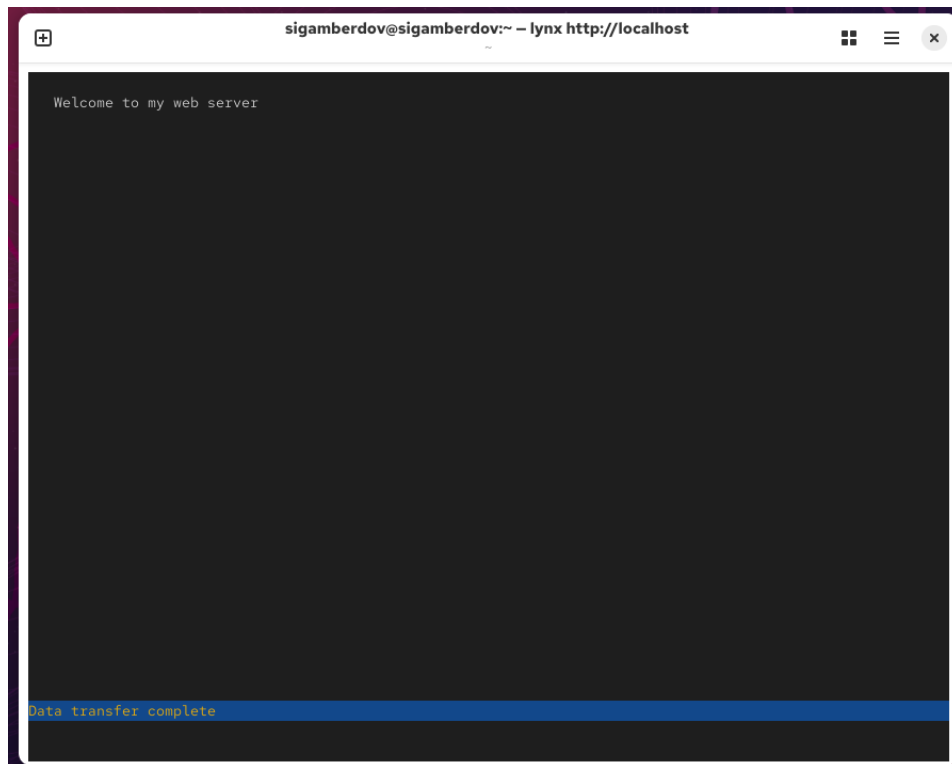 sigamberdov@sigamberdov:~ — lynx http://localhost
~
Welcome to my web server
Data transfer complete